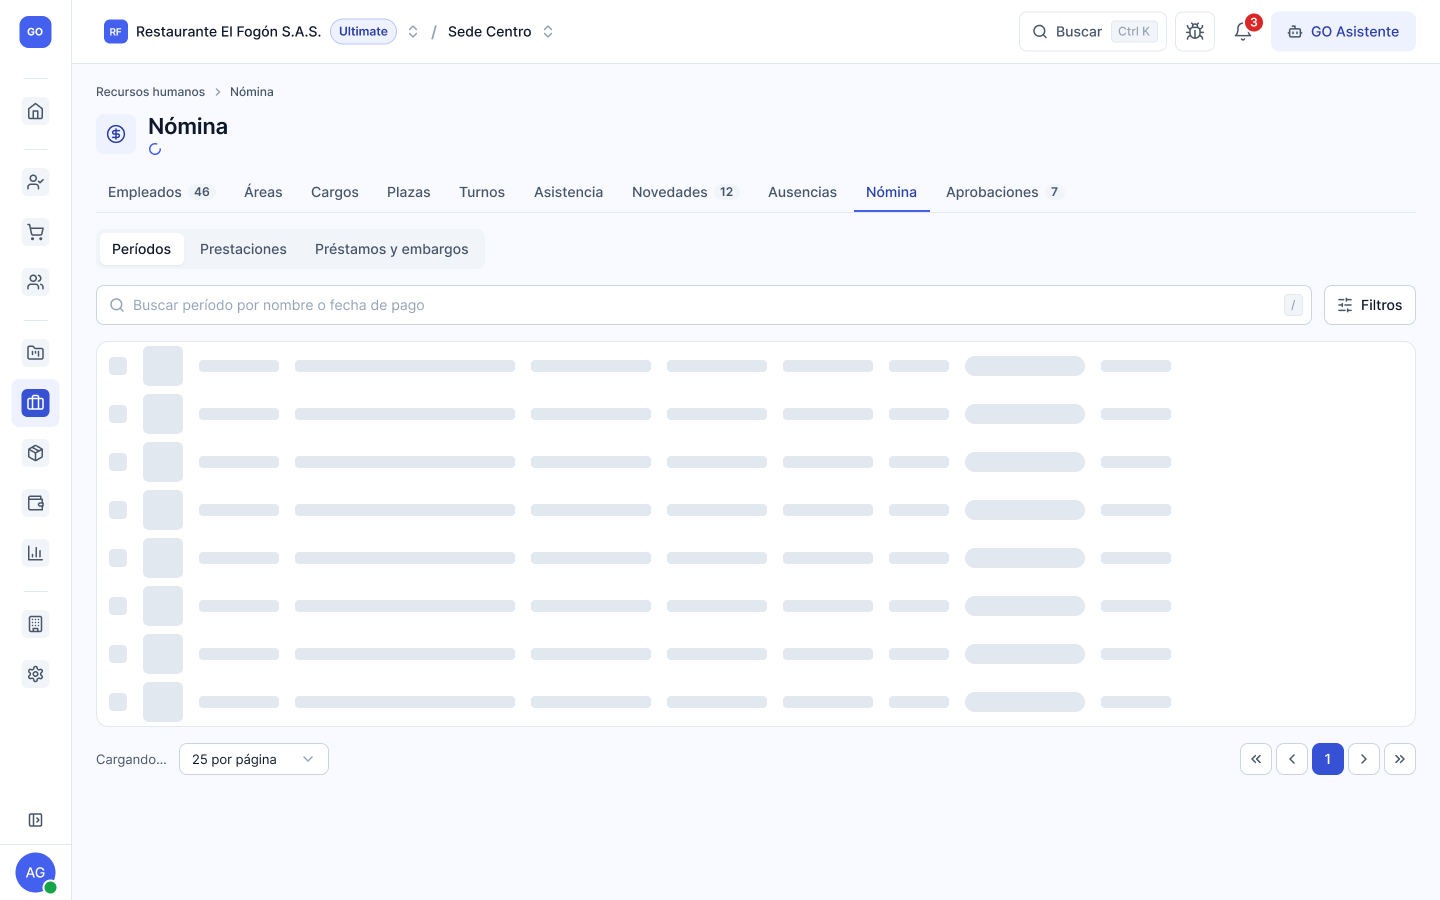 GO
RF Restaurante El Fogón S.A.S. Ultimate / Sede Centro
Buscar Ctrl K
3
GO Asistente
Recursos humanos > Nómina
Nómina
Empleados 46 Áreas Cargos Plazas Turnos Asistencia Novedades 12 Ausencias Nómina Aprobaciones 7
Períodos Prestaciones Préstamos y embargos
Buscar período por nombre o fecha de pago /
Filtros
Cargando... 25 por página
1
AG